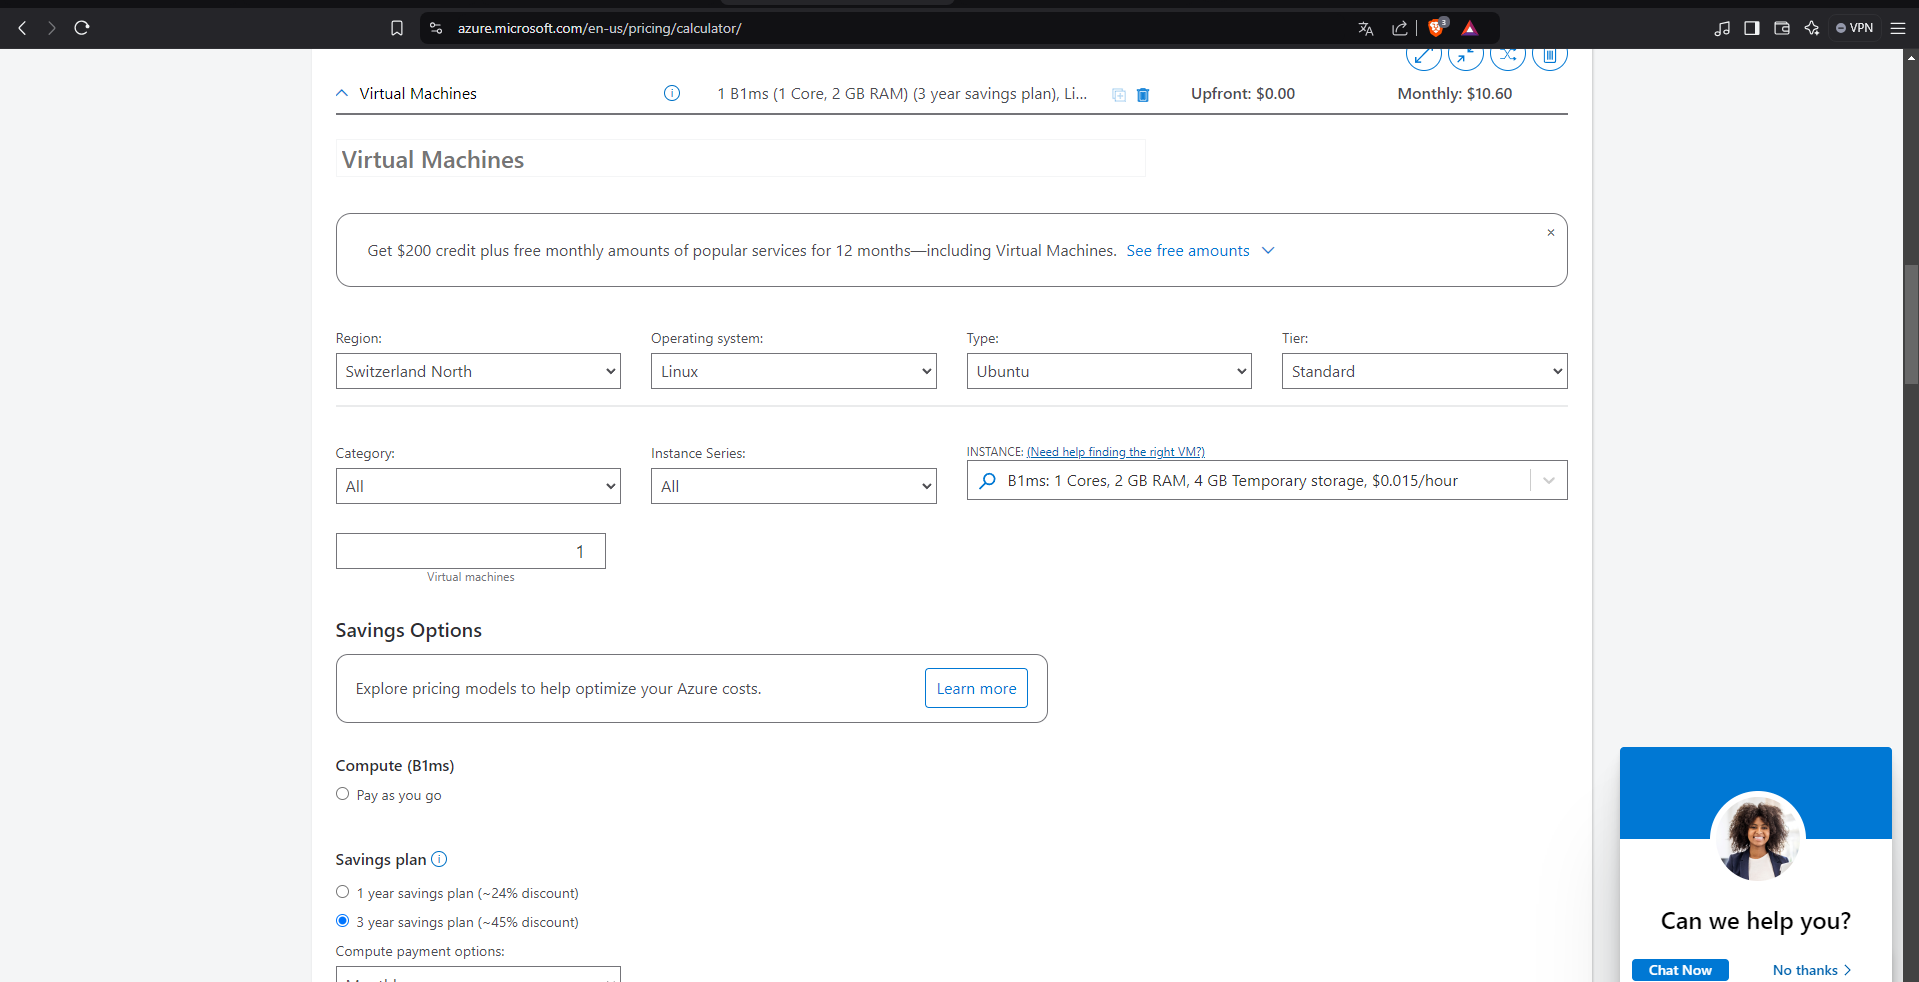 azure.microsoft.com/en-us/pricing/calculator/
3
VPN
Virtual Machines
1 B1ms (1 Core, 2 GB RAM) (3 year savings plan), Li...
Upfront: $0.00
Monthly: $10.60
Virtual Machines
Get $200 credit plus free monthly amounts of popular services for 12 months—including Virtual Machines. See free amounts
Region:
Operating system:
Type:
Tier:
Switzerland North
Linux
Ubuntu
Standard
Category:
Instance Series:
INSTANCE: (Need help finding the right VM?)
All
All
B1ms: 1 Cores, 2 GB RAM, 4 GB Temporary storage, $0.015/hour
1
Virtual machines
Savings Options
Explore pricing models to help optimize your Azure costs.
Learn more
Compute (B1ms)
Pay as you go
Savings plan
1 year savings plan (~24% discount)
3 year savings plan (~45% discount)
Compute payment options:
Can we help you?
Chat Now
No thanks